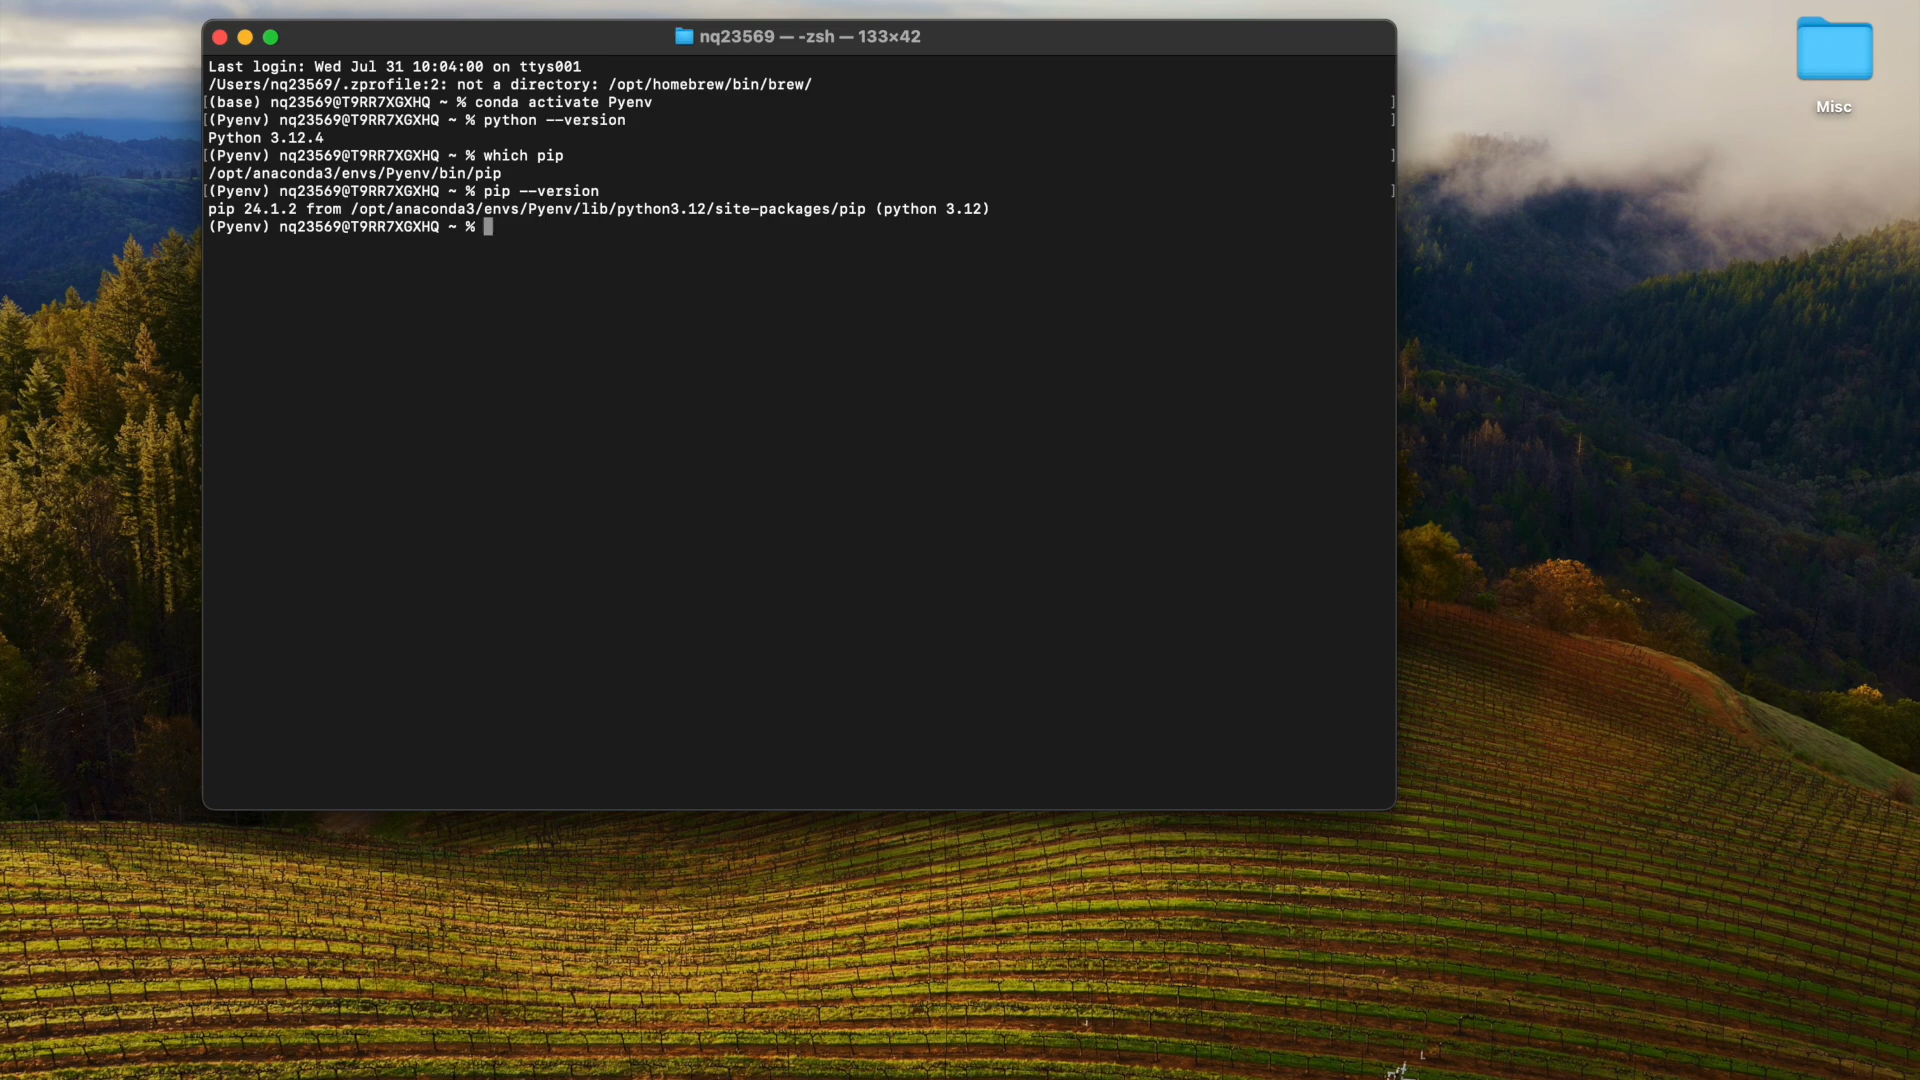 nq23569 — -zsh — 133×42
Last login: Wed Jul 31 10:04:00 on ttys001
/Users/nq23569/.zprofile:2: not a directory: /opt/homebrew/bin/brew/
[(base) nq23569@T9RR7XGXHQ ~ % conda activate Pyenv ]
[(Pyenv) nq23569@T9RR7XGXHQ ~ % python --version ]
Python 3.12.4
[(Pyenv) nq23569@T9RR7XGXHQ ~ % which pip ]
/opt/anaconda3/envs/Pyenv/bin/pip
[(Pyenv) nq23569@T9RR7XGXHQ ~ % pip --version ]
pip 24.1.2 from /opt/anaconda3/envs/Pyenv/lib/python3.12/site-packages/pip (python 3.12)
(Pyenv) nq23569@T9RR7XGXHQ ~ %
Misc